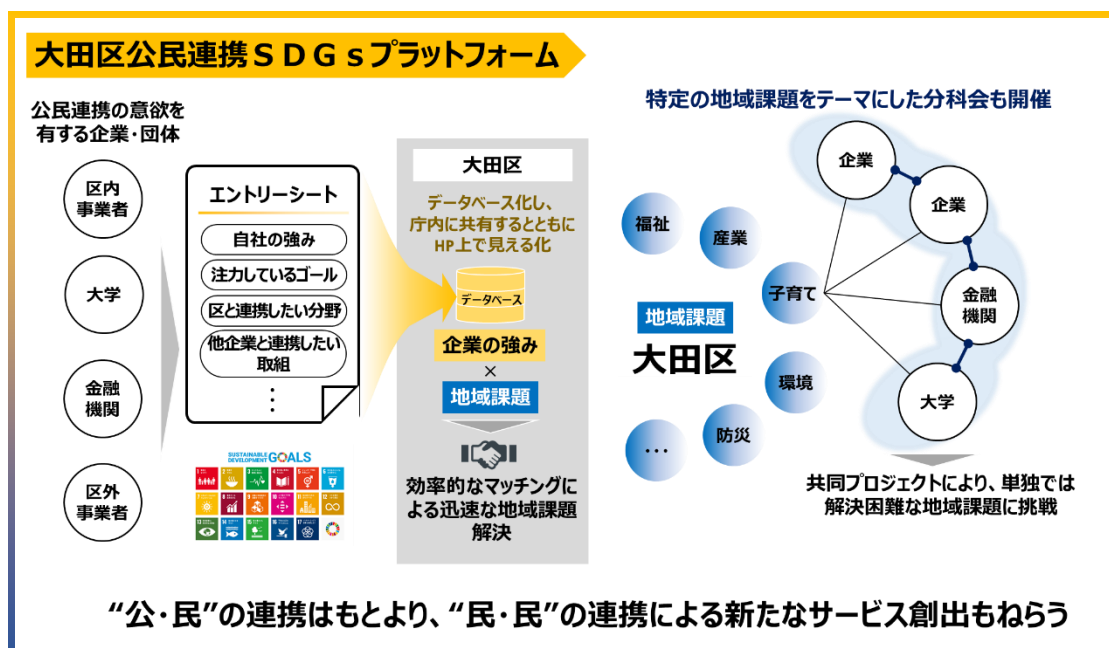 大田区公民連携ＳＤＧｓプラットフォーム
公民連携の意欲を
有する企業・団体
区内
事業者
大学
金融
機関
区外
事業者
エントリーシート
自社の強み
注力しているゴール
区と連携したい分野
他企業と連携したい
取組
⋮
SUSTAINABLE
DEVELOPMENT GOALS
大田区
データベース化し、
庁内に共有するとともに
HP上で見える化
データベース
企業の強み
×
地域課題
効率的なマッチングに
よる迅速な地域課題
解決
特定の地域課題をテーマにした分科会も開催
福祉
産業
子育て
環境
防災
…
地域課題
大田区
企業
企業
金融
機関
大学
共同プロジェクトにより、単独では
解決困難な地域課題に挑戦
“公・民”の連携はもとより、“民・民”の連携による新たなサービス創出もねらう